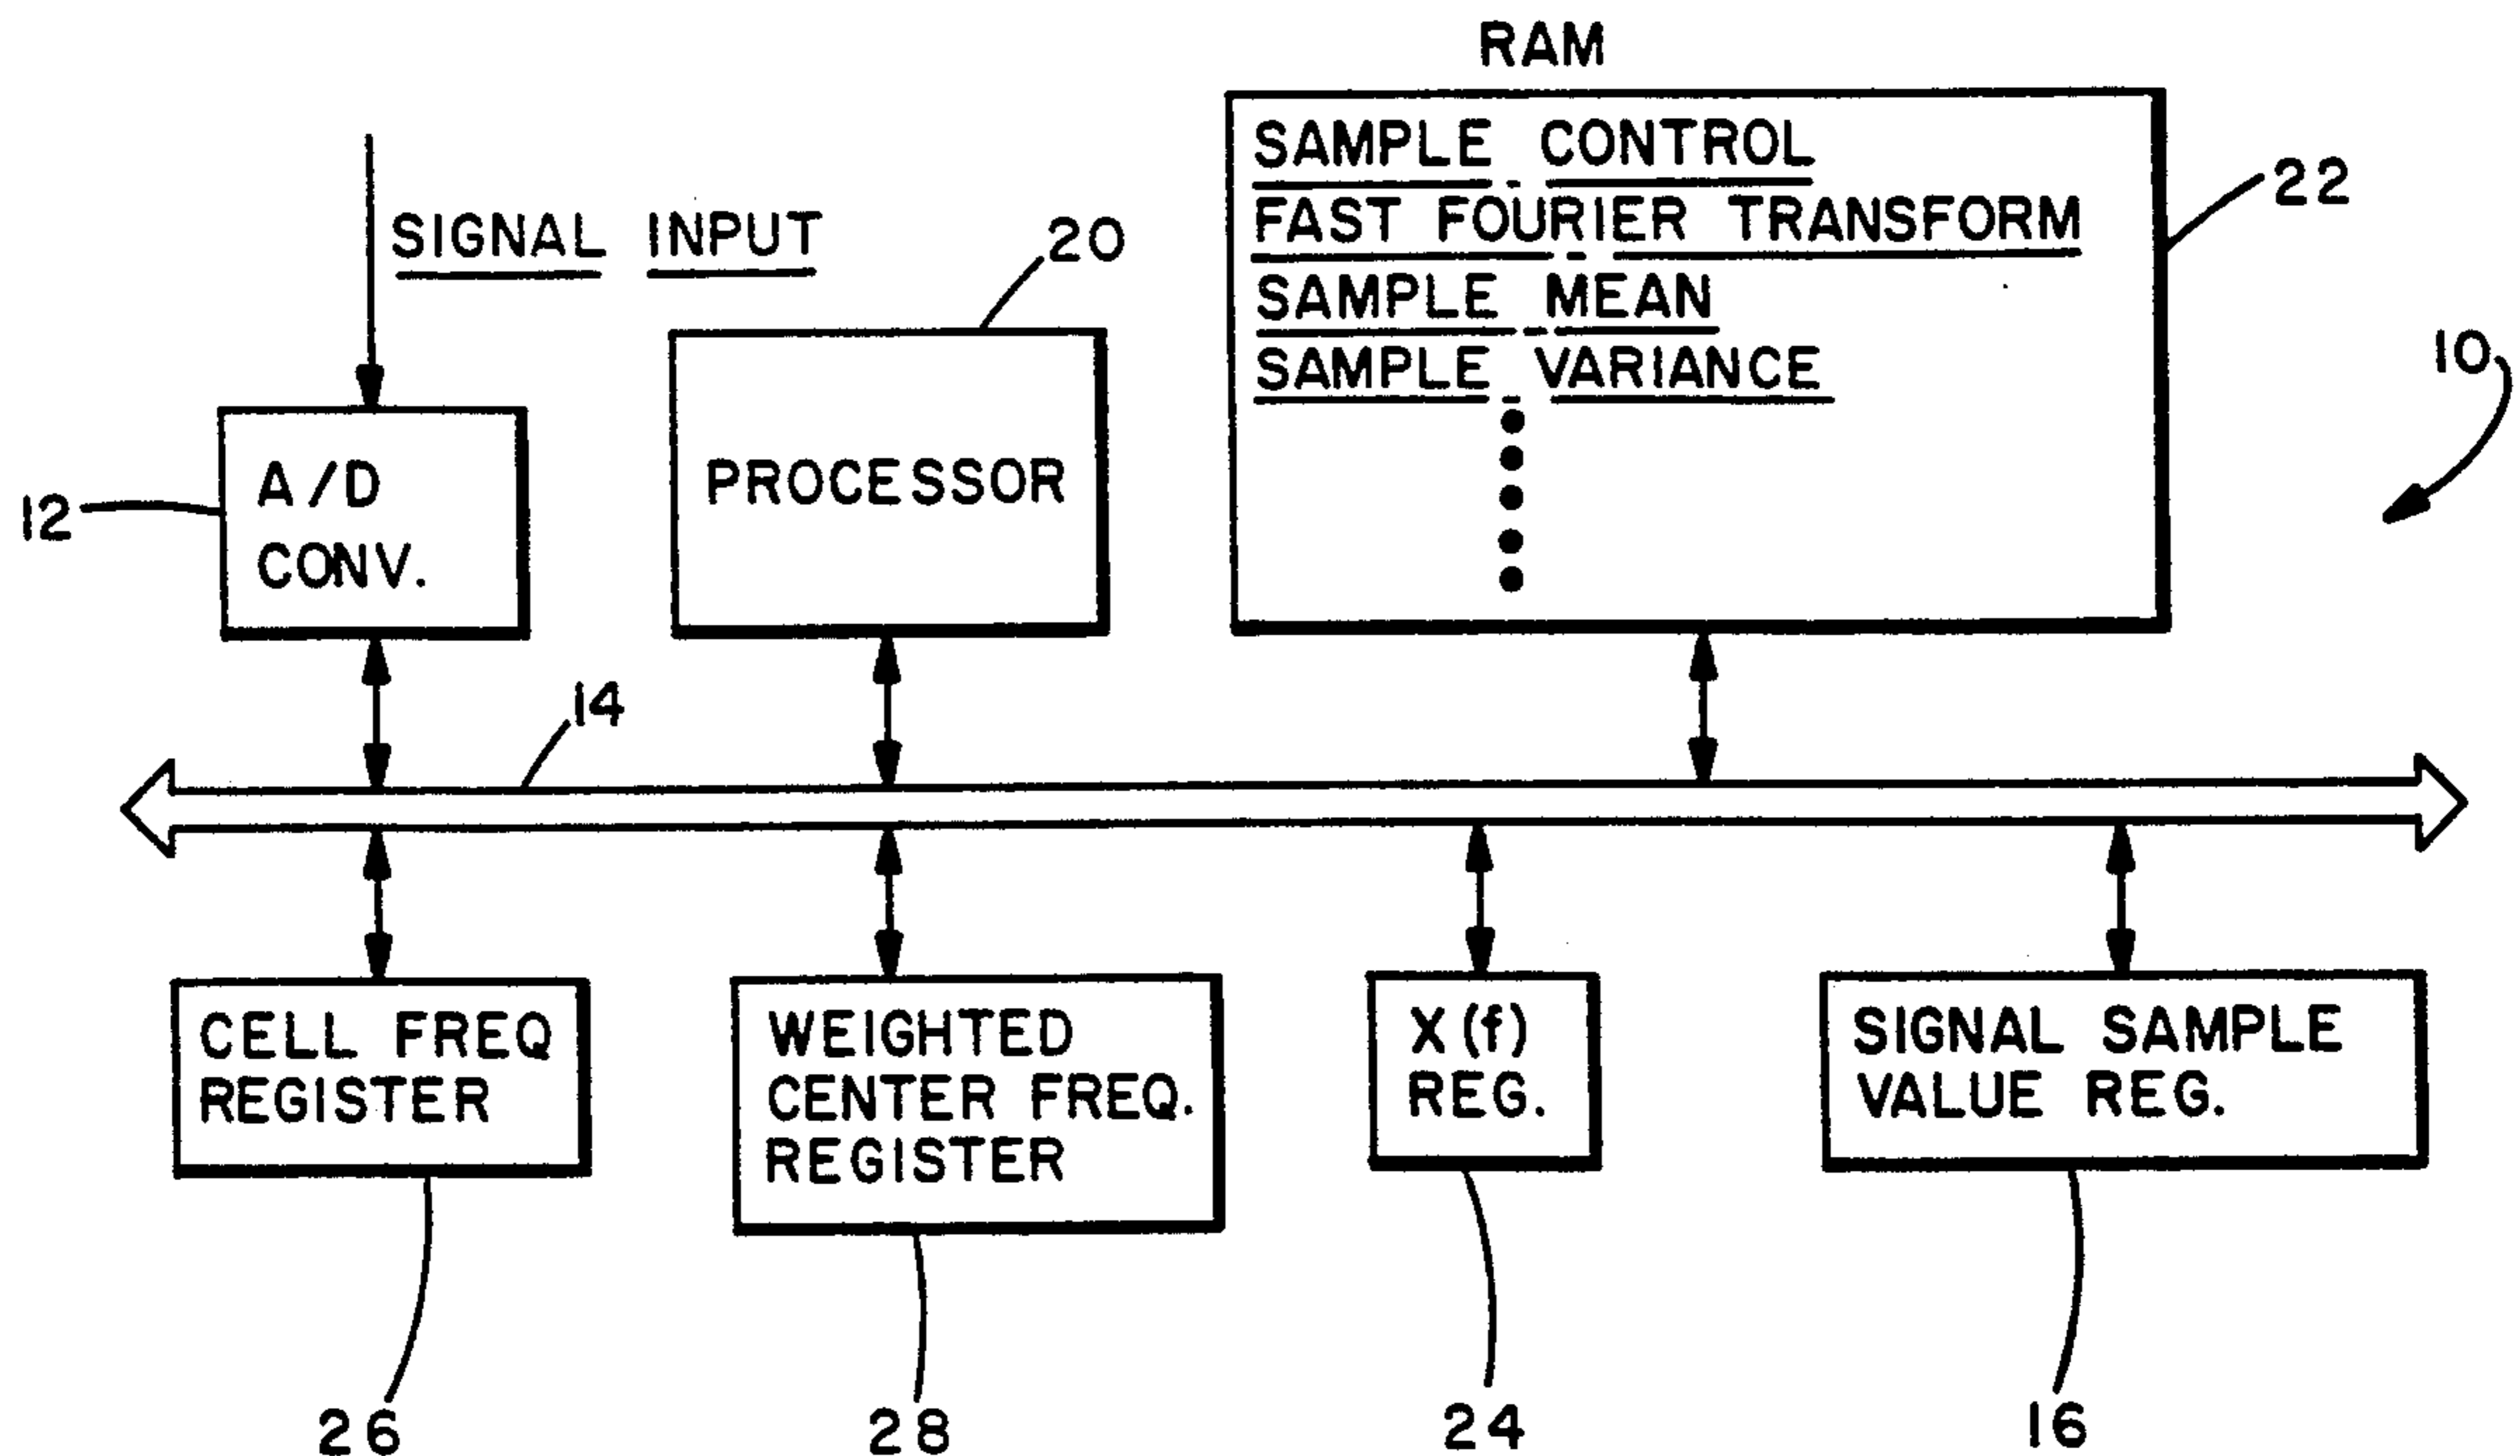 RAM
SAMPLE CONTROL
FAST FOURIER TRANSFORM
SAMPLE MEAN
SAMPLE VARIANCE
22
SIGNAL INPUT
20
10
A/D
CONV.
12
PROCESSOR
14
CELL FREQ
REGISTER
WEIGHTED
CENTER FREQ.
REGISTER
X(f)
REG.
SIGNAL SAMPLE
VALUE REG.
26
28
24
16